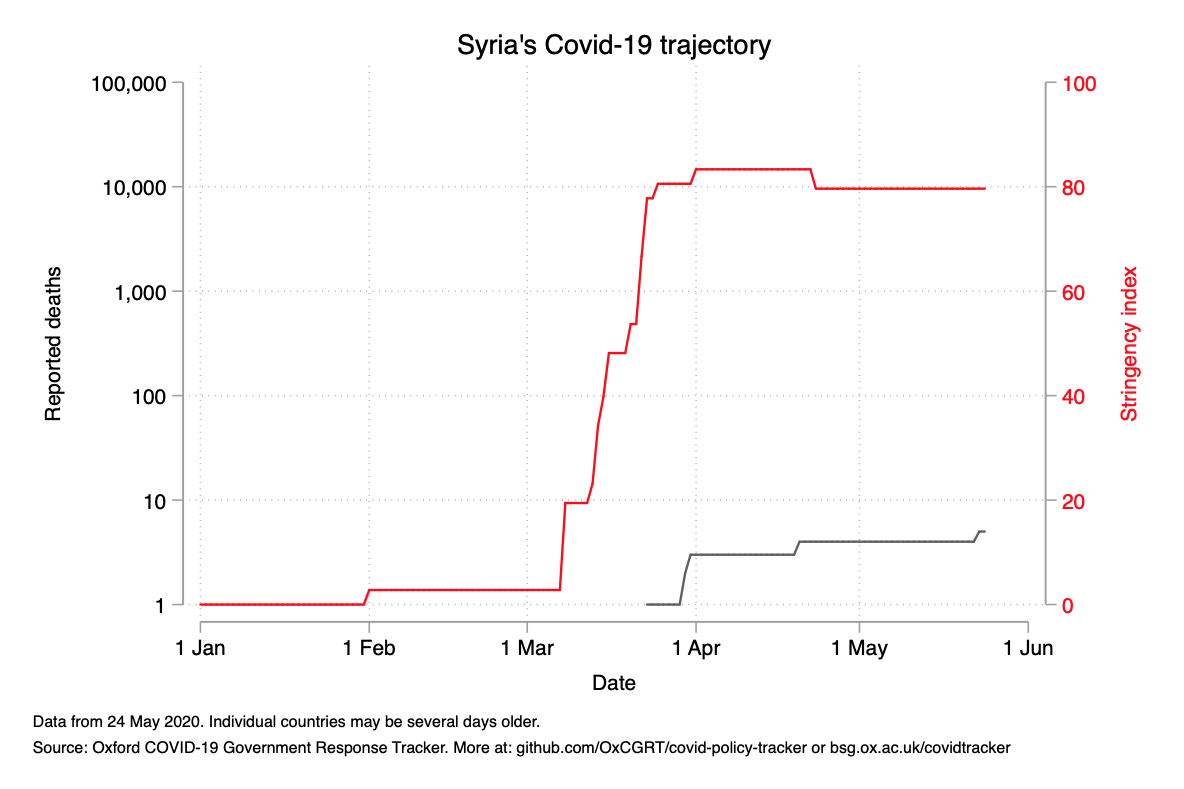 Syria's Covid-19 trajectory
100,000
10,000
1,000
100
10
1
Reported deaths
100
80
60
40
20
0
Stringency index
1 Jan 1 Feb 1 Mar 1 Apr 1 May 1 Jun
Date
Data from 24 May 2020. Individual countries may be several days older.
Source: Oxford COVID-19 Government Response Tracker. More at: github.com/OxCGRT/covid-policy-tracker or bsg.ox.ac.uk/covidtracker